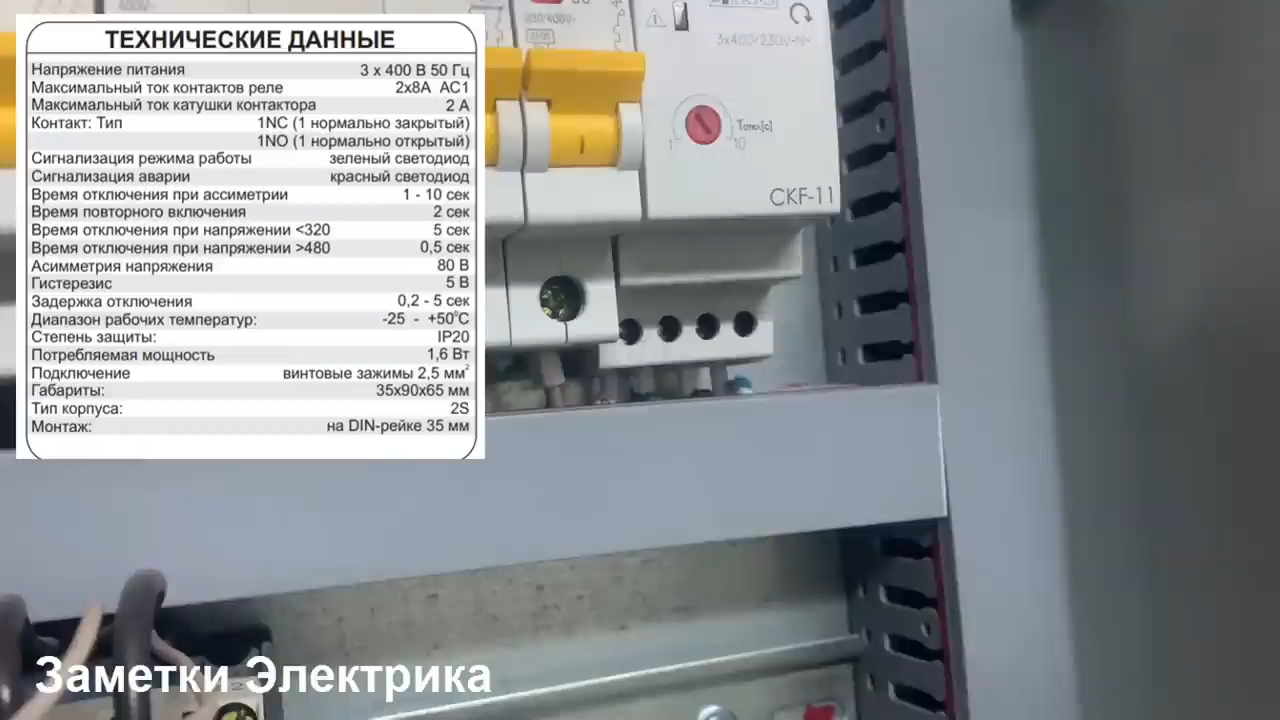 ТЕХНИЧЕСКИЕ ДАННЫЕ
Напряжение питания 3 x 400 В 50 Гц
Максимальный ток контактов реле 2x8A AC1
Максимальный ток катушки контактора 2 А
Контакт: Тип 1NC (1 нормально закрытый)
1NO (1 нормально открытый)
Сигнализация режима работы зеленый светодиод
Сигнализация аварии красный светодиод
Время отключения при ассиметрии 1 - 10 сек
Время повторного включения 2 сек
Время отключения при напряжении <320 5 сек
Время отключения при напряжении >480 0,5 сек
Асимметрия напряжения 80 В
Гистерезис 5 В
Задержка отключения 0,2 - 5 сек
Диапазон рабочих температур: -25 - +50°C
Степень защиты: IP20
Потребляемая мощность 1,6 Вт
Подключение винтовые зажимы 2,5 мм²
Габариты: 35x90x65 мм
Тип корпуса: 2S
Монтаж: на DIN-рейке 35 мм
3x400/230V+N
Tоткл[c]
1 10
CKF-11
Заметки Электрика